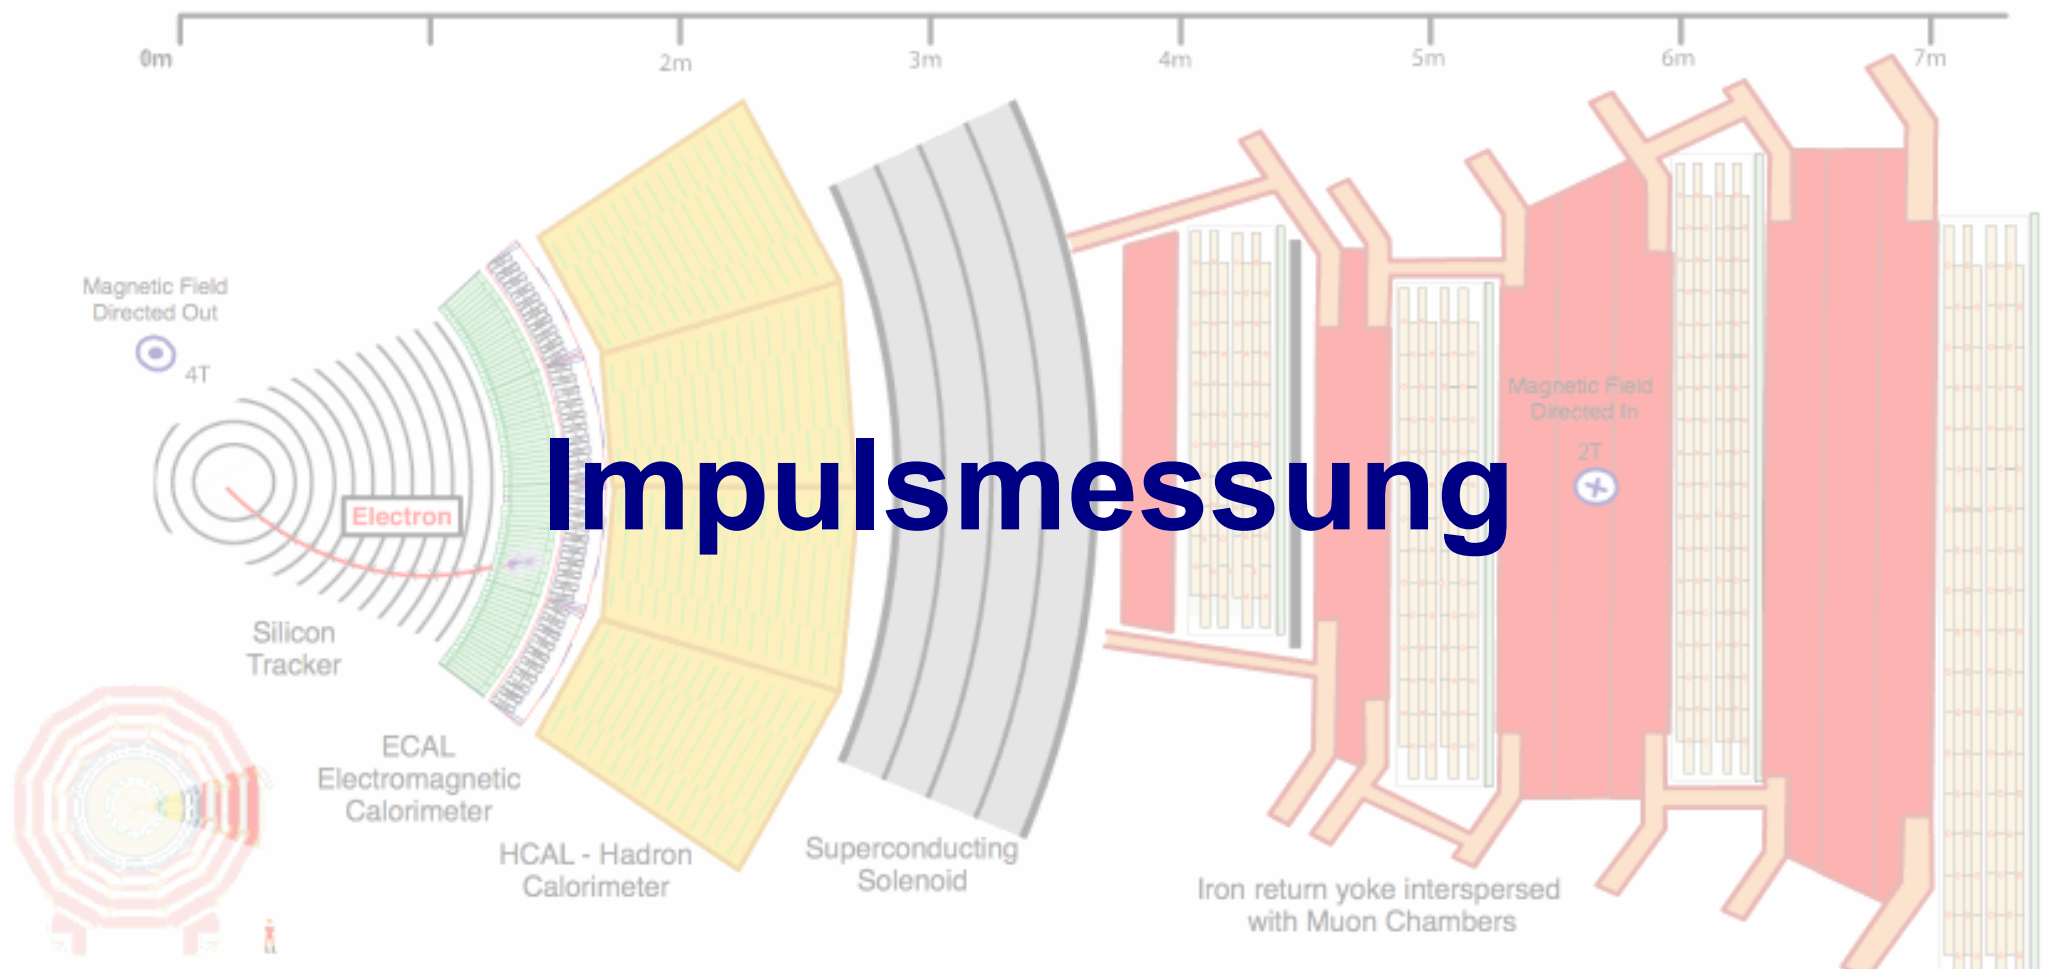 0m
2m
3m
4m
5m
6m
7m
Magnetic Field
Directed Out
4T
Magnetic Field
Directed In
2T
Impulsmessung
Electron
Silicon
Tracker
ECAL
Electromagnetic
Calorimeter
HCAL - Hadron
Calorimeter
Superconducting
Solenoid
Iron return yoke interspersed
with Muon Chambers